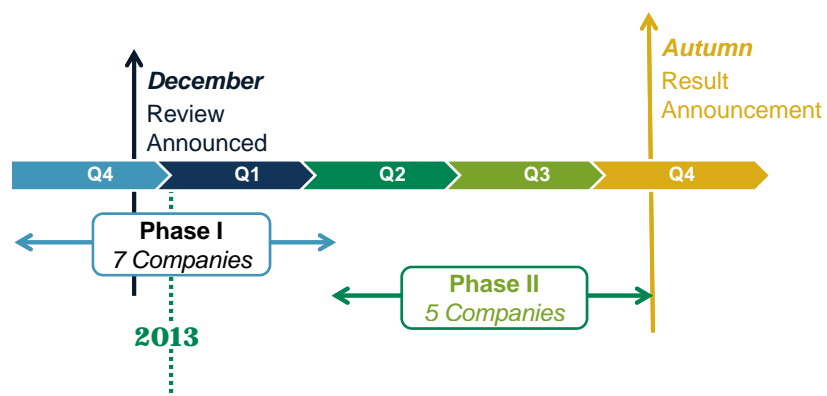 December
Review
Announced
Autumn
Result
Announcement
Q4
Q1
Q2
Q3
Q4
Phase I
7 Companies
Phase II
5 Companies
2013